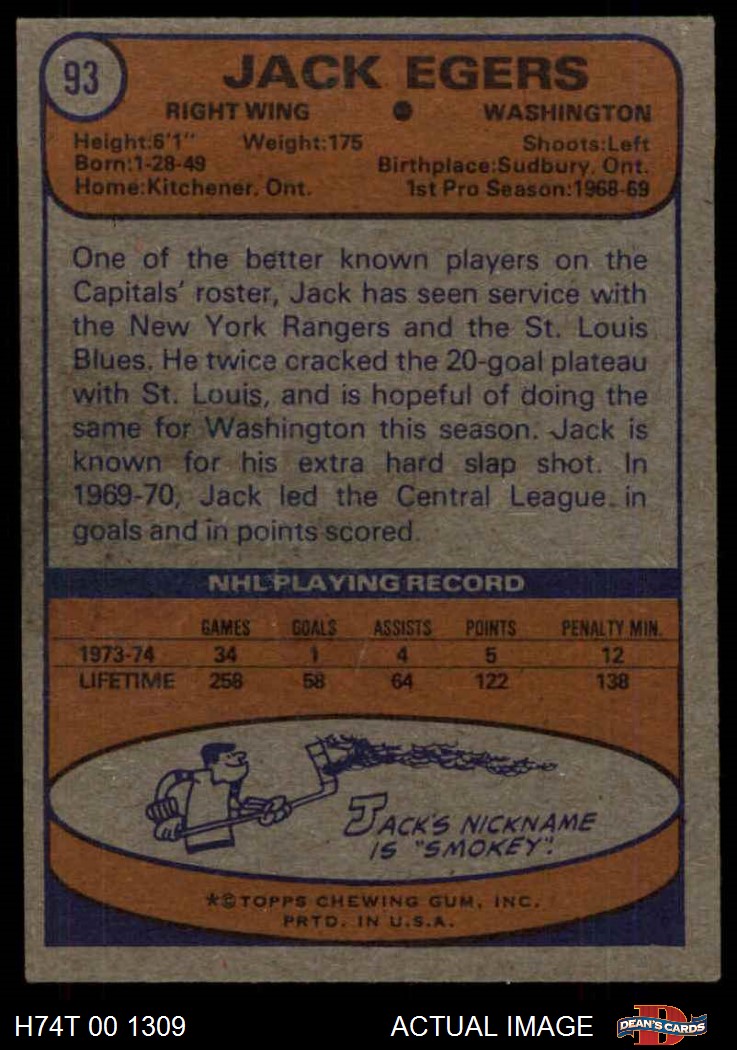 93
JACK EGERS
RIGHT WING ● WASHINGTON
Height:6'1" Weight:175 Shoots:Left
Born:1-28-49 Birthplace:Sudbury, Ont.
Home:Kitchener, Ont. 1st Pro Season:1968-69
One of the better known players on the
Capitals' roster, Jack has seen service with
the New York Rangers and the St. Louis
Blues. He twice cracked the 20-goal plateau
with St. Louis, and is hopeful of doing the
same for Washington this season. Jack is
known for his extra hard slap shot. In
1969-70, Jack led the Central League in
goals and in points scored.
NHL PLAYING RECORD
GAMES GOALS ASSISTS POINTS PENALTY MIN.
1973-74 34 1 4 5 12
LIFETIME 258 58 64 122 138
JACK'S NICKNAME
IS "SMOKEY".
*© TOPPS CHEWING GUM, INC.
PRTD. IN U.S.A.
H74T 00 1309 ACTUAL IMAGE D DEAN'S CARDS